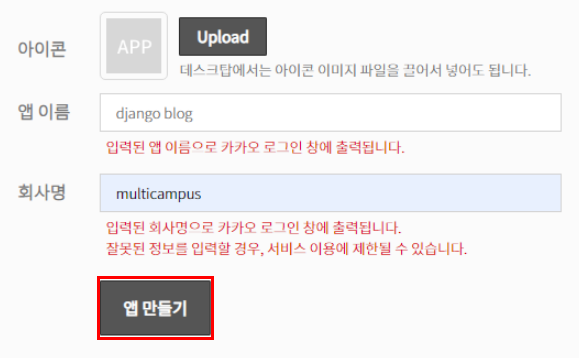 아이콘
APP
Upload
데스크탑에서는 아이콘 이미지 파일을 끌어서 넣어도 됩니다.
앱 이름
django blog
입력된 앱 이름으로 카카오 로그인 창에 출력됩니다.
회사명
multicampus
입력된 회사명으로 카카오 로그인 창에 출력됩니다.
잘못된 정보를 입력할 경우, 서비스 이용에 제한될 수 있습니다.
앱 만들기